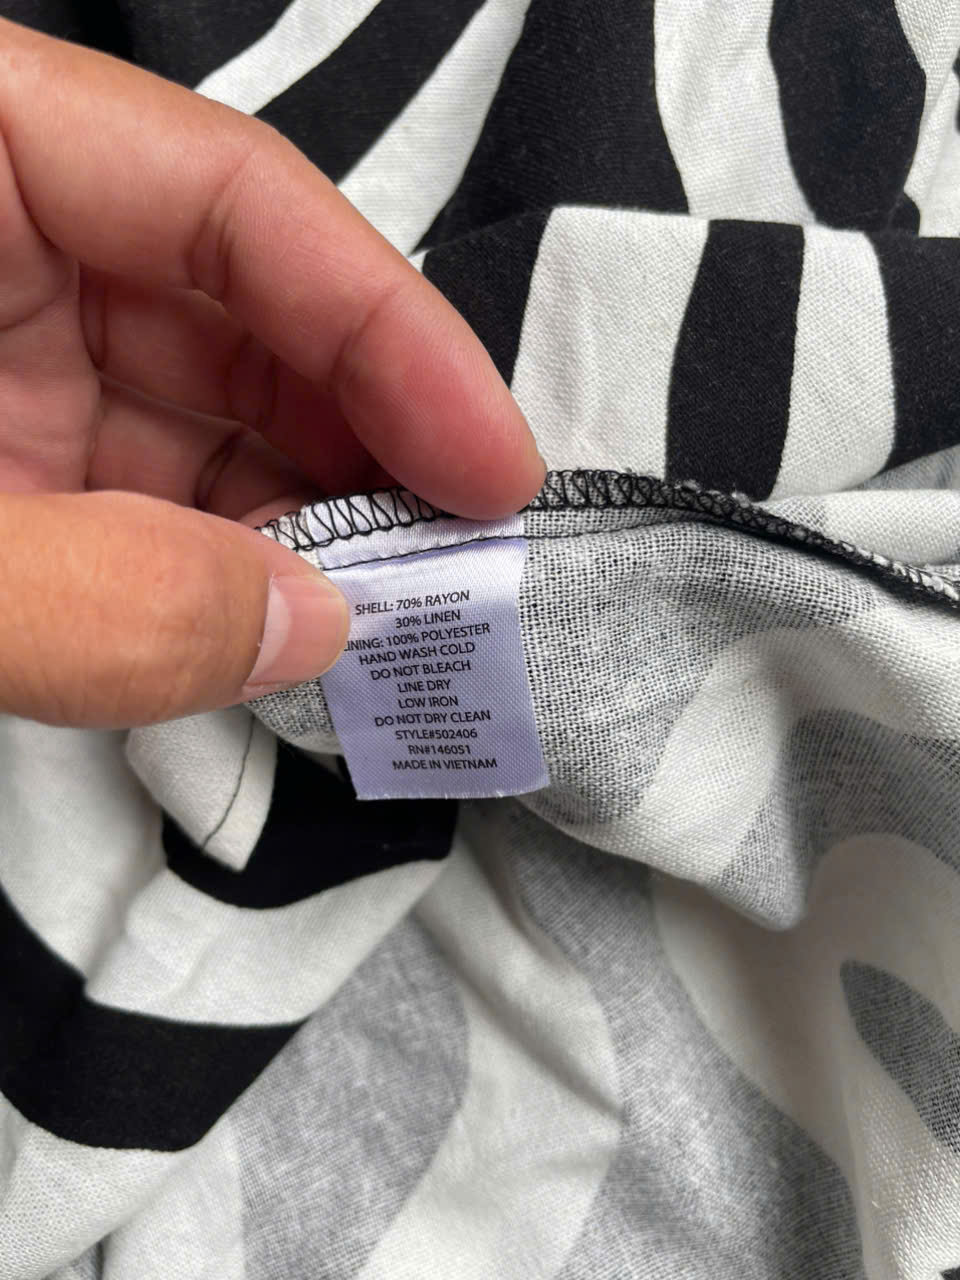 SHELL: 70% RAYON
30% LINEN
LINING: 100% POLYESTER
HAND WASH COLD
DO NOT BLEACH
LINE DRY
LOW IRON
DO NOT DRY CLEAN
STYLE#502406
RN#146051
MADE IN VIETNAM